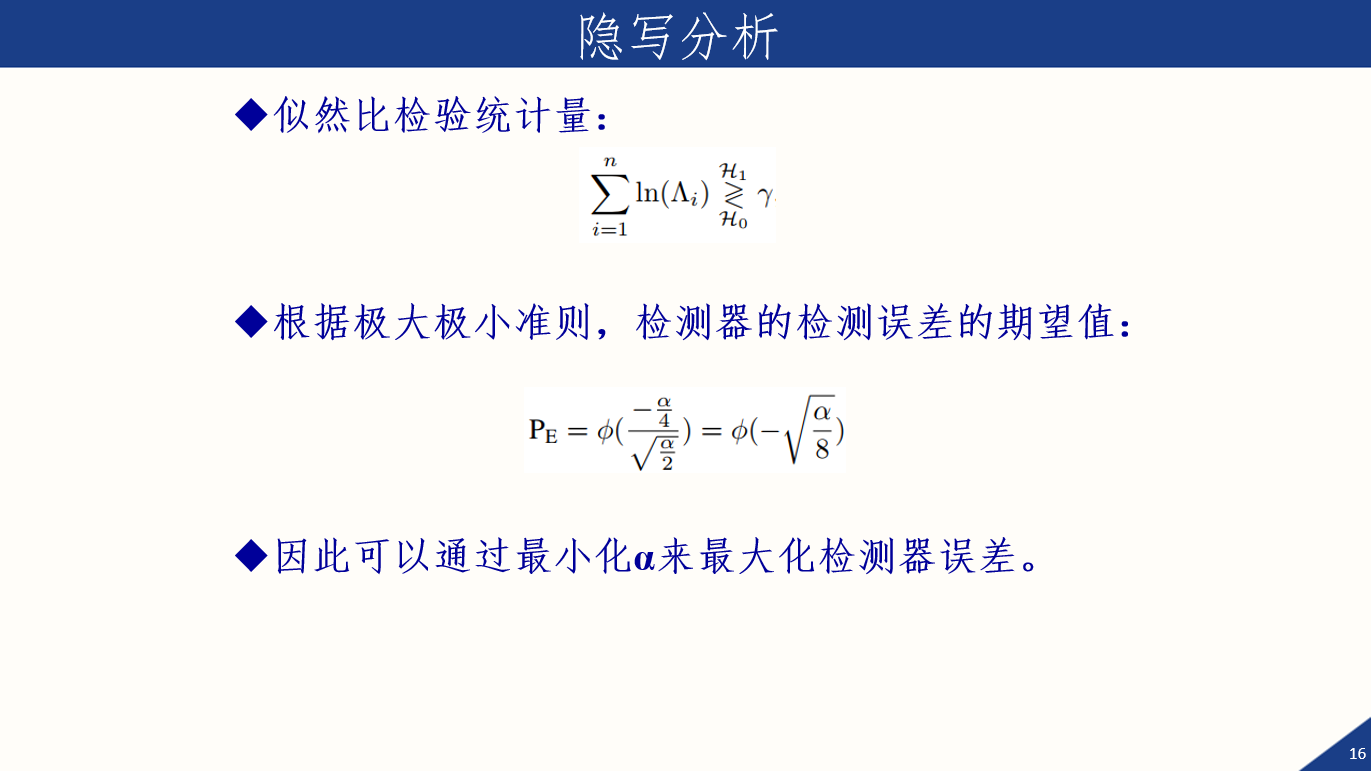 隐写分析
◆似然比检验统计量：
\sum_{i=1}^{n} \ln(\Lambda_i) \underset{\mathcal{H}_0}{\overset{\mathcal{H}_1}{\gtrless}} \gamma.
◆根据极大极小准则，检测器的检测误差的期望值：
P_E = \phi(\frac{-\frac{\alpha}{4}}{\sqrt{\frac{\alpha}{2}}}) = \phi(-\sqrt{\frac{\alpha}{8}})
◆因此可以通过最小化α来最大化检测器误差。
16